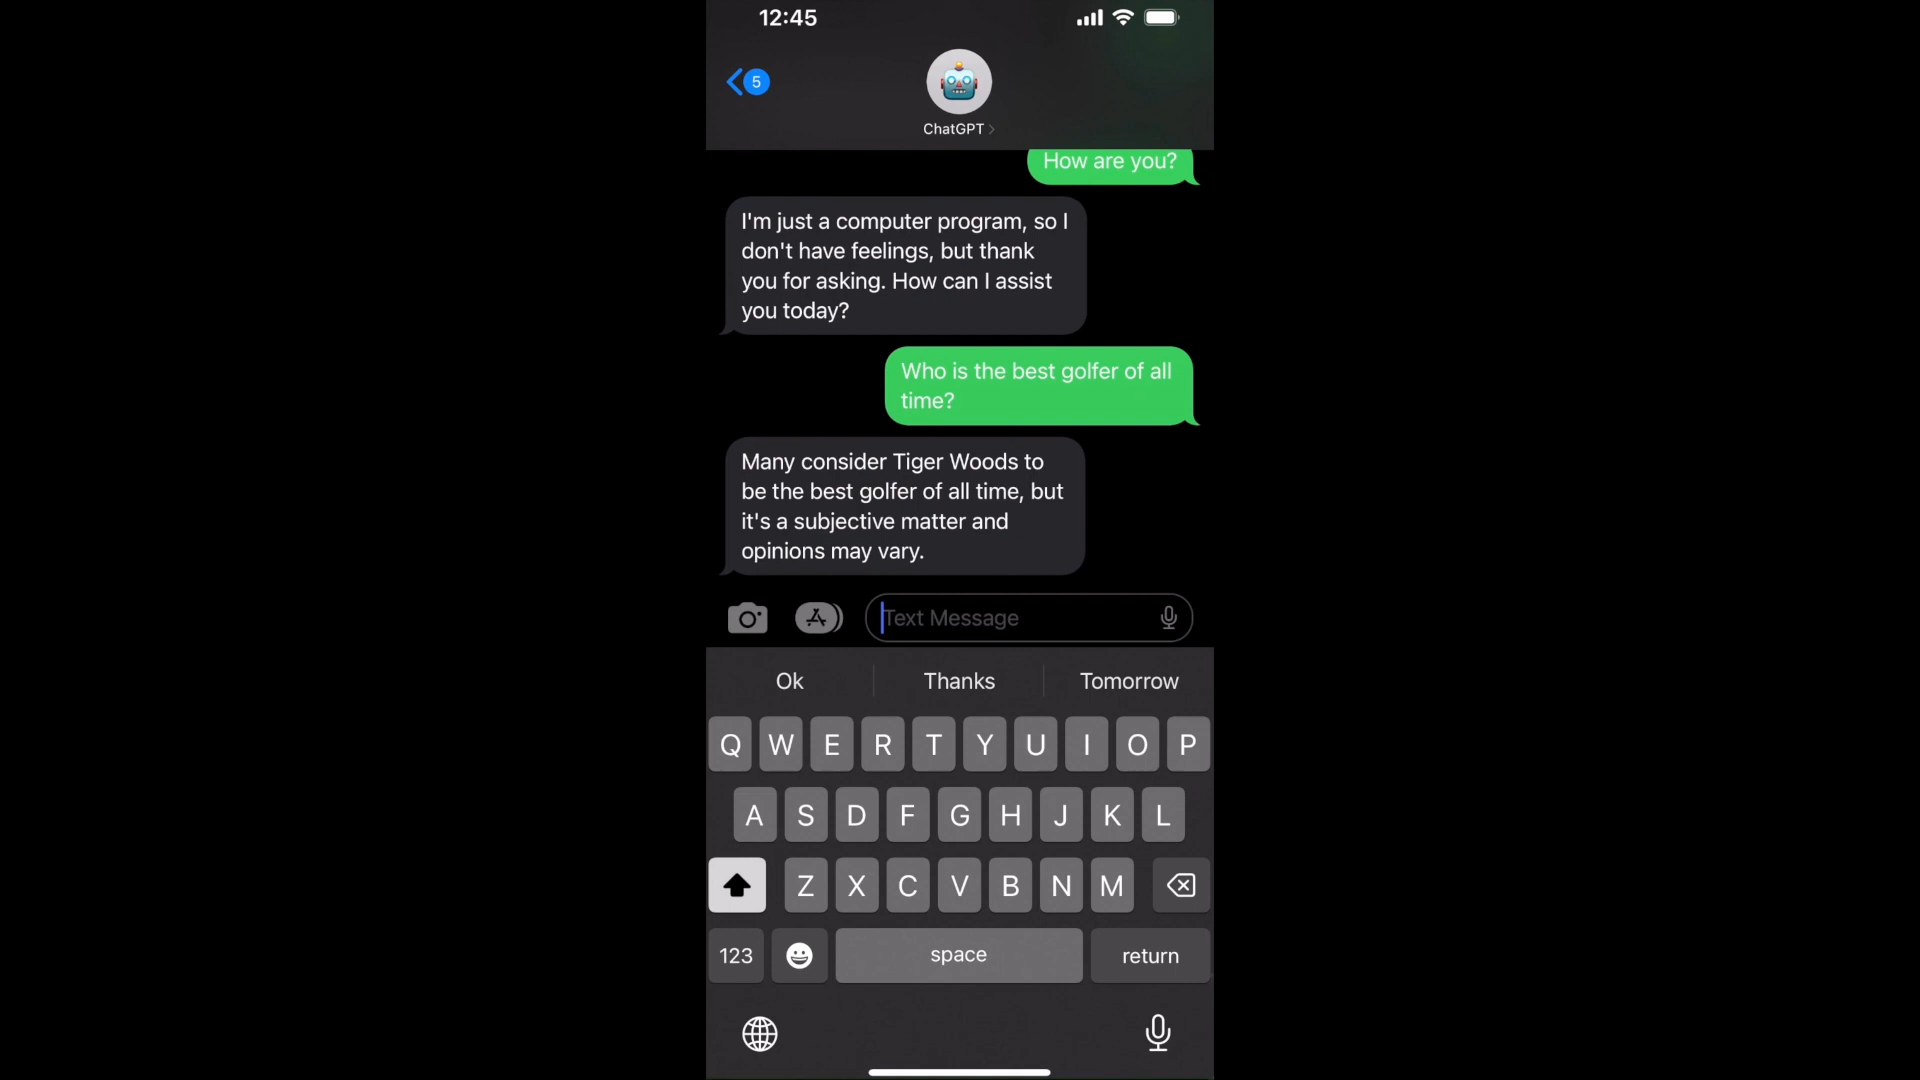 12:45
5
ChatGPT
How are you?
I'm just a computer program, so I
don't have feelings, but thank
you for asking. How can I assist
you today?
Who is the best golfer of all
time?
Many consider Tiger Woods to
be the best golfer of all time, but
it's a subjective matter and
opinions may vary.
Text Message
Ok Thanks Tomorrow
Q W E R T Y U I O P
A S D F G H J K L
Z X C V B N M
123 space return